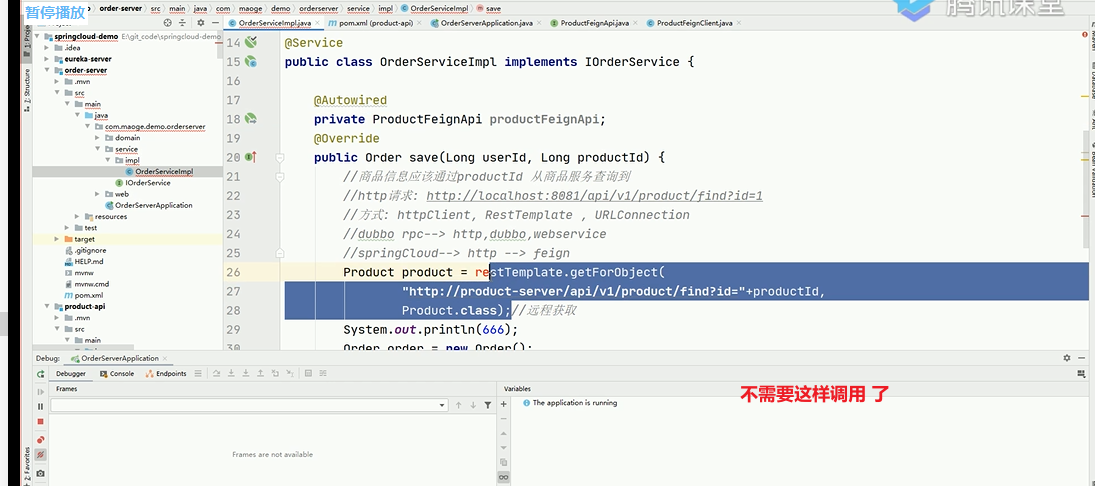 暂停播放
腾讯课堂
order-server src main java com maoge demo orderserver service impl OrderServiceImpl save
OrderServiceImpl.java pom.xml (product-api) OrderServerApplication.java ProductFeignApi.java ProductFeignClient.java
springcloud-demo E:\git_code\springcloud-demo
.idea
eureka-server
order-server
.mvn
src
main
java
com.maoge.demo.orderserver
domain
service
impl
OrderServiceImpl
IOrderService
web
OrderServerApplication
resources
test
target
.gitignore
HELP.md
mvnw
mvnw.cmd
pom.xml
product-api
.mvn
src
main
1: Project
Z: Structure
2: Favorites
14 @Service
15 public class OrderServiceImpl implements IOrderService {
16
17 @Autowired
18 private ProductFeignApi productFeignApi;
19 @Override
20 public Order save(Long userId, Long productId) {
21 //商品信息应该通过productId 从商品服务查询到
22 //http请求: http://localhost:8081/api/v1/product/find?id=1
23 //方式: httpClient, RestTemplate , URLConnection
24 //dubbo rpc--> http,dubbo,webservice
25 //springCloud--> http --> feign
26 Product product = restTemplate.getForObject(
27 "http://product-server/api/v1/product/find?id="+productId,
28 Product.class);//远程获取
29 System.out.println(666);
30 Order order = new Order();
Debug: OrderServerApplication
Debugger Console Endpoints
Frames
Variables
The application is running
Frames are not available
不需要这样调用 了